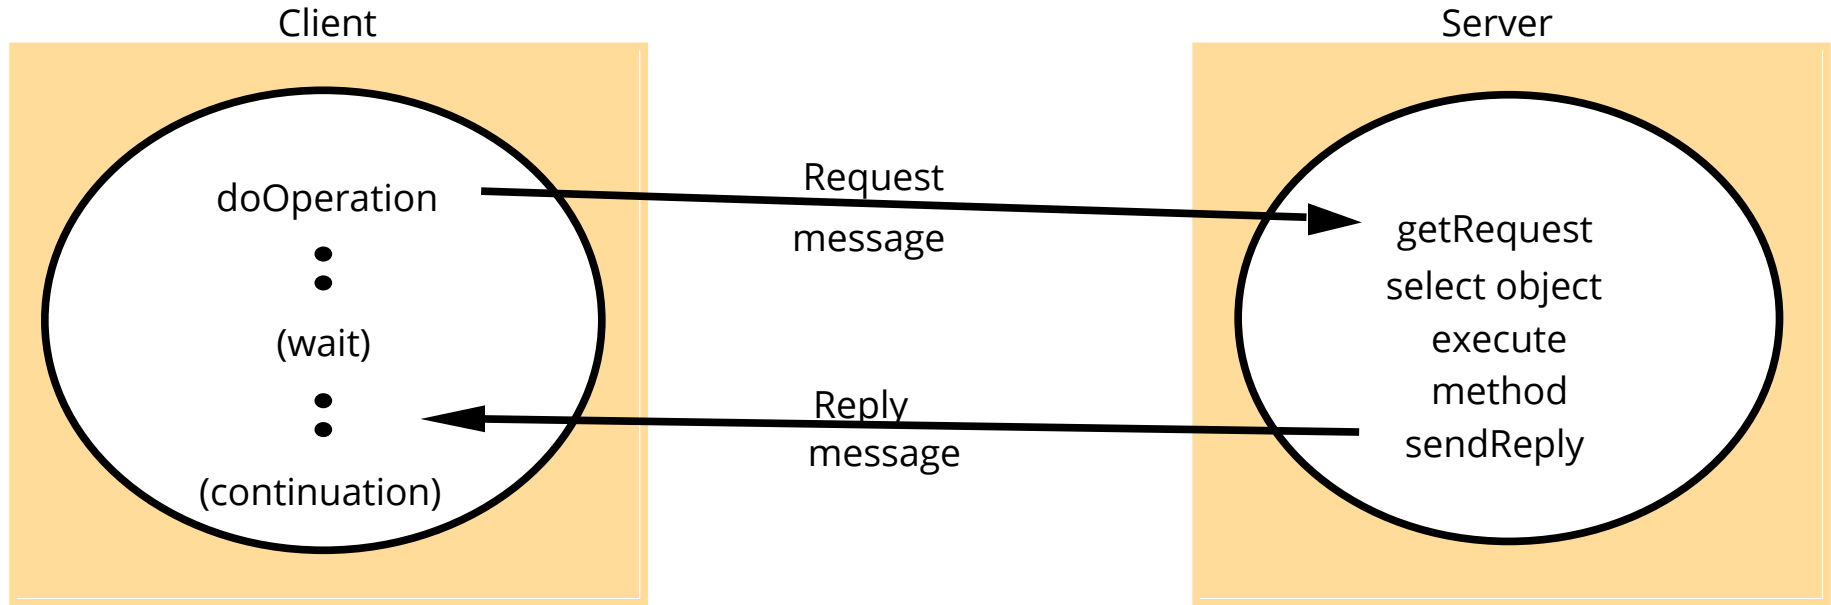 Client
Server
doOperation
(wait)
(continuation)
Request
message
Reply
message
getRequest
select object
execute
method
sendReply